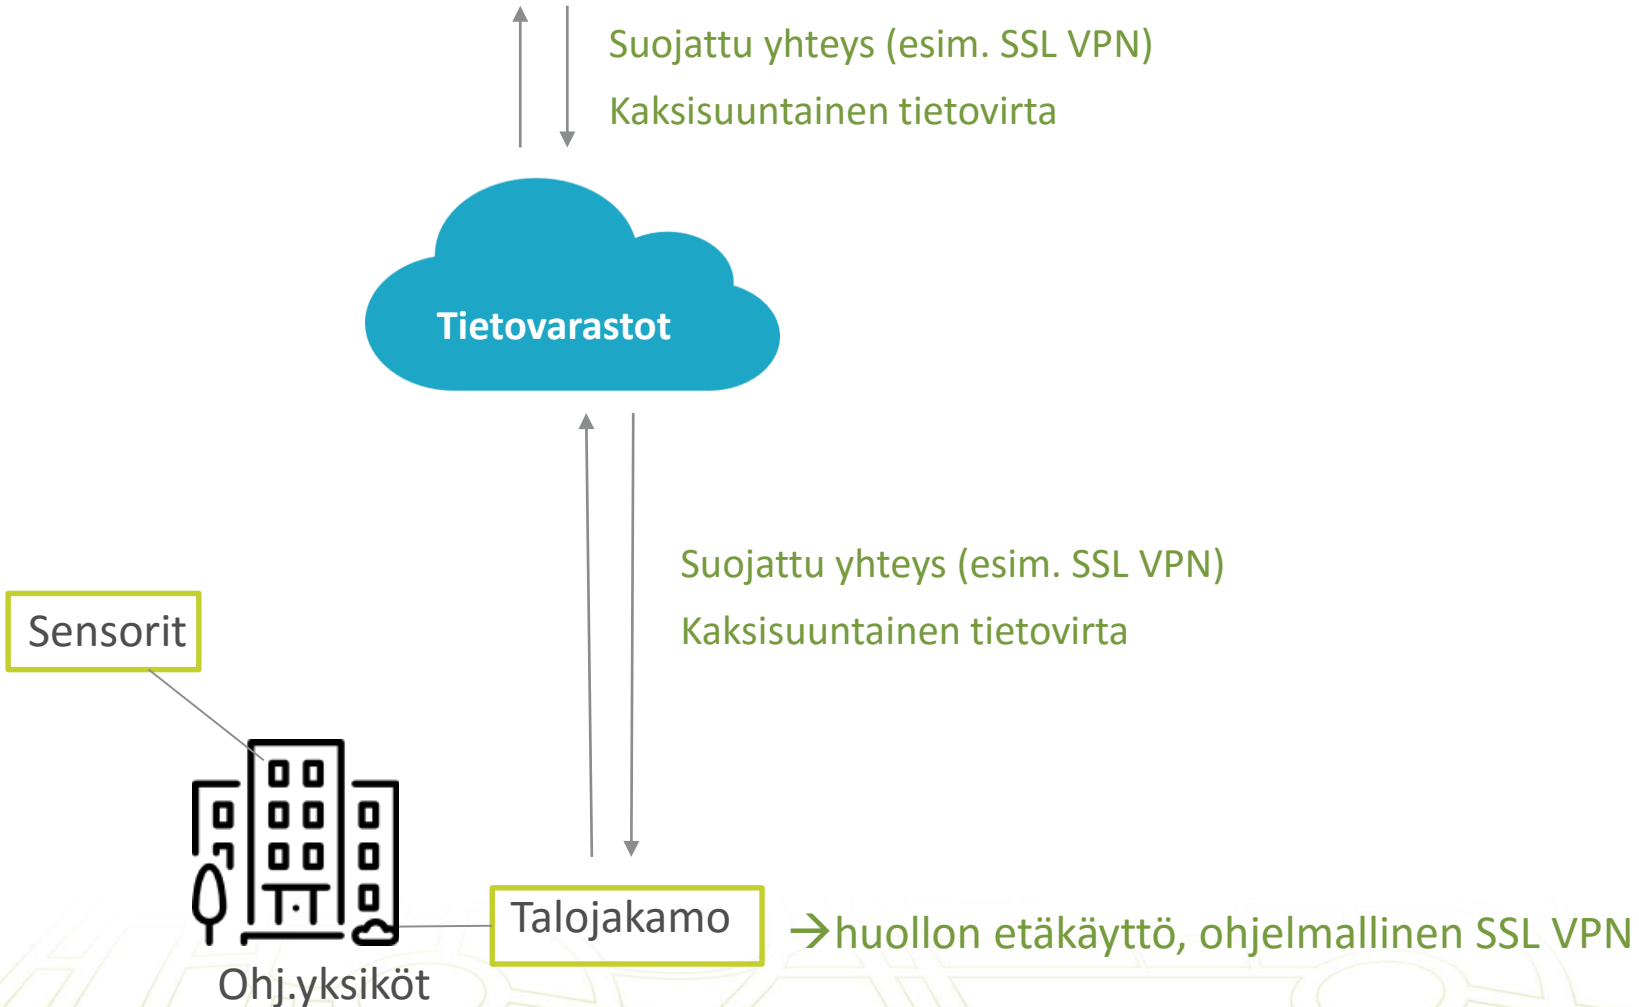 Suojattu yhteys (esim. SSL VPN)
Kaksisuuntainen tietovirta
Tietovarastot
Suojattu yhteys (esim. SSL VPN)
Kaksisuuntainen tietovirta
Sensorit
Talojakamo
→huollon etäkäyttö, ohjelmallinen SSL VPN
Ohj.yksiköt